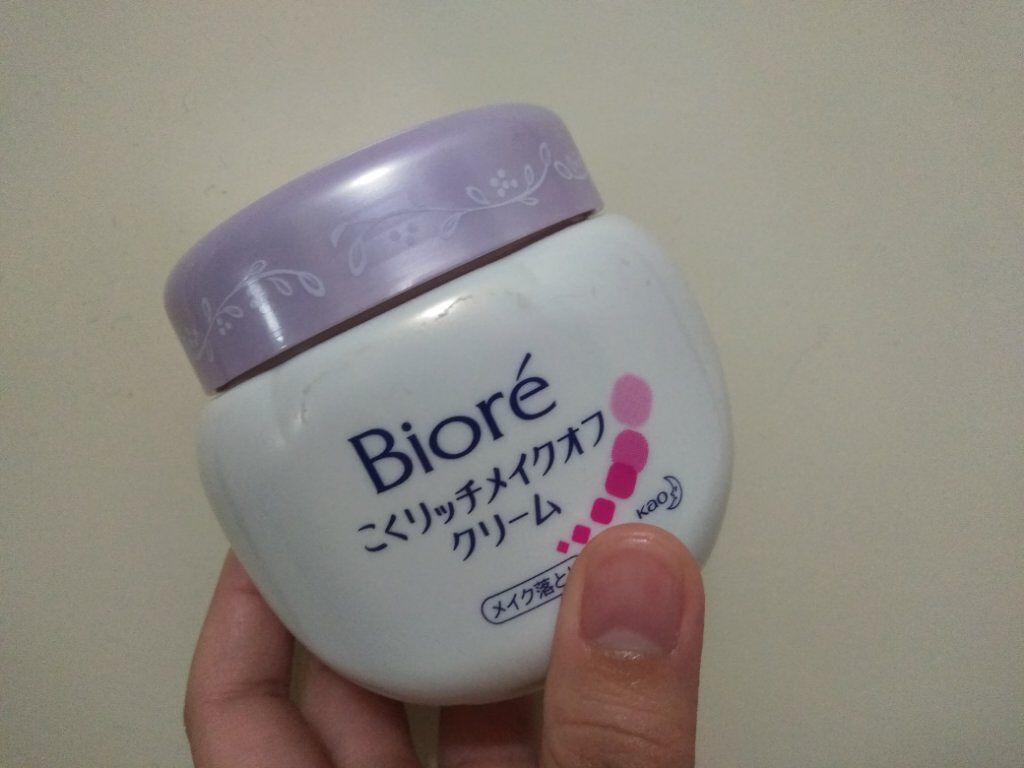 Bioré
こくリッチメイクオフ
クリーム
Kao
メイク落と